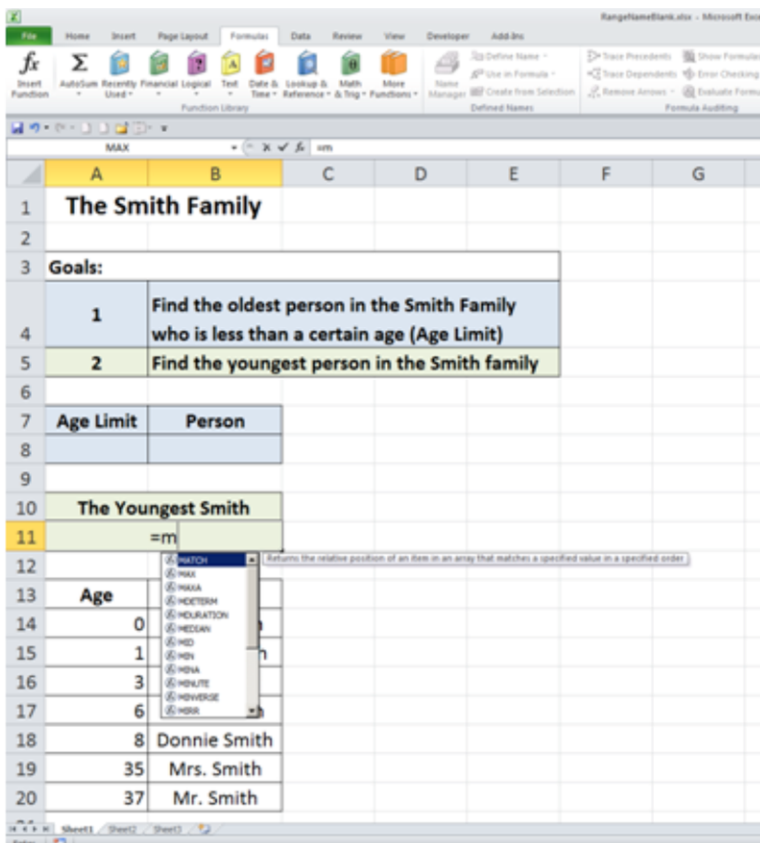 RangeNameBlank.xlsx - Microsoft Exce
File Home Insert Page Layout Formulas Data Review View Developer Add-Ins
fx Σ θ
Insert Function AutoSum Recently Used Financial Logical Text Date & Time Lookup & Reference Math & Trig More Functions
Function Library
Name Manager
Define Name
Use in Formula
Create from Selection
Defined Names
Trace Precedents
Trace Dependents
Remove Arrows
Show Formulas
Error Checking
Evaluate Formu
Formula Auditing
MAX fx =m
A B C D E F G
1 The Smith Family
2
3 Goals:
4 1 Find the oldest person in the Smith Family
who is less than a certain age (Age Limit)
5 2 Find the youngest person in the Smith family
6
7 Age Limit Person
8
9
10 The Youngest Smith
11 =m
12
MATCH
Returns the relative position of an item in an array that matches a specified value in a specified order
MAX
MAXA
MDETERM
MDURATION
MEDIAN
MID
MIN
MINA
MINUTE
MINVERSE
MIRR
13 Age
14 0
15 1
16 3
17 6
18 8 Donnie Smith
19 35 Mrs. Smith
20 37 Mr. Smith
Sheet1 Sheet2 Sheet3